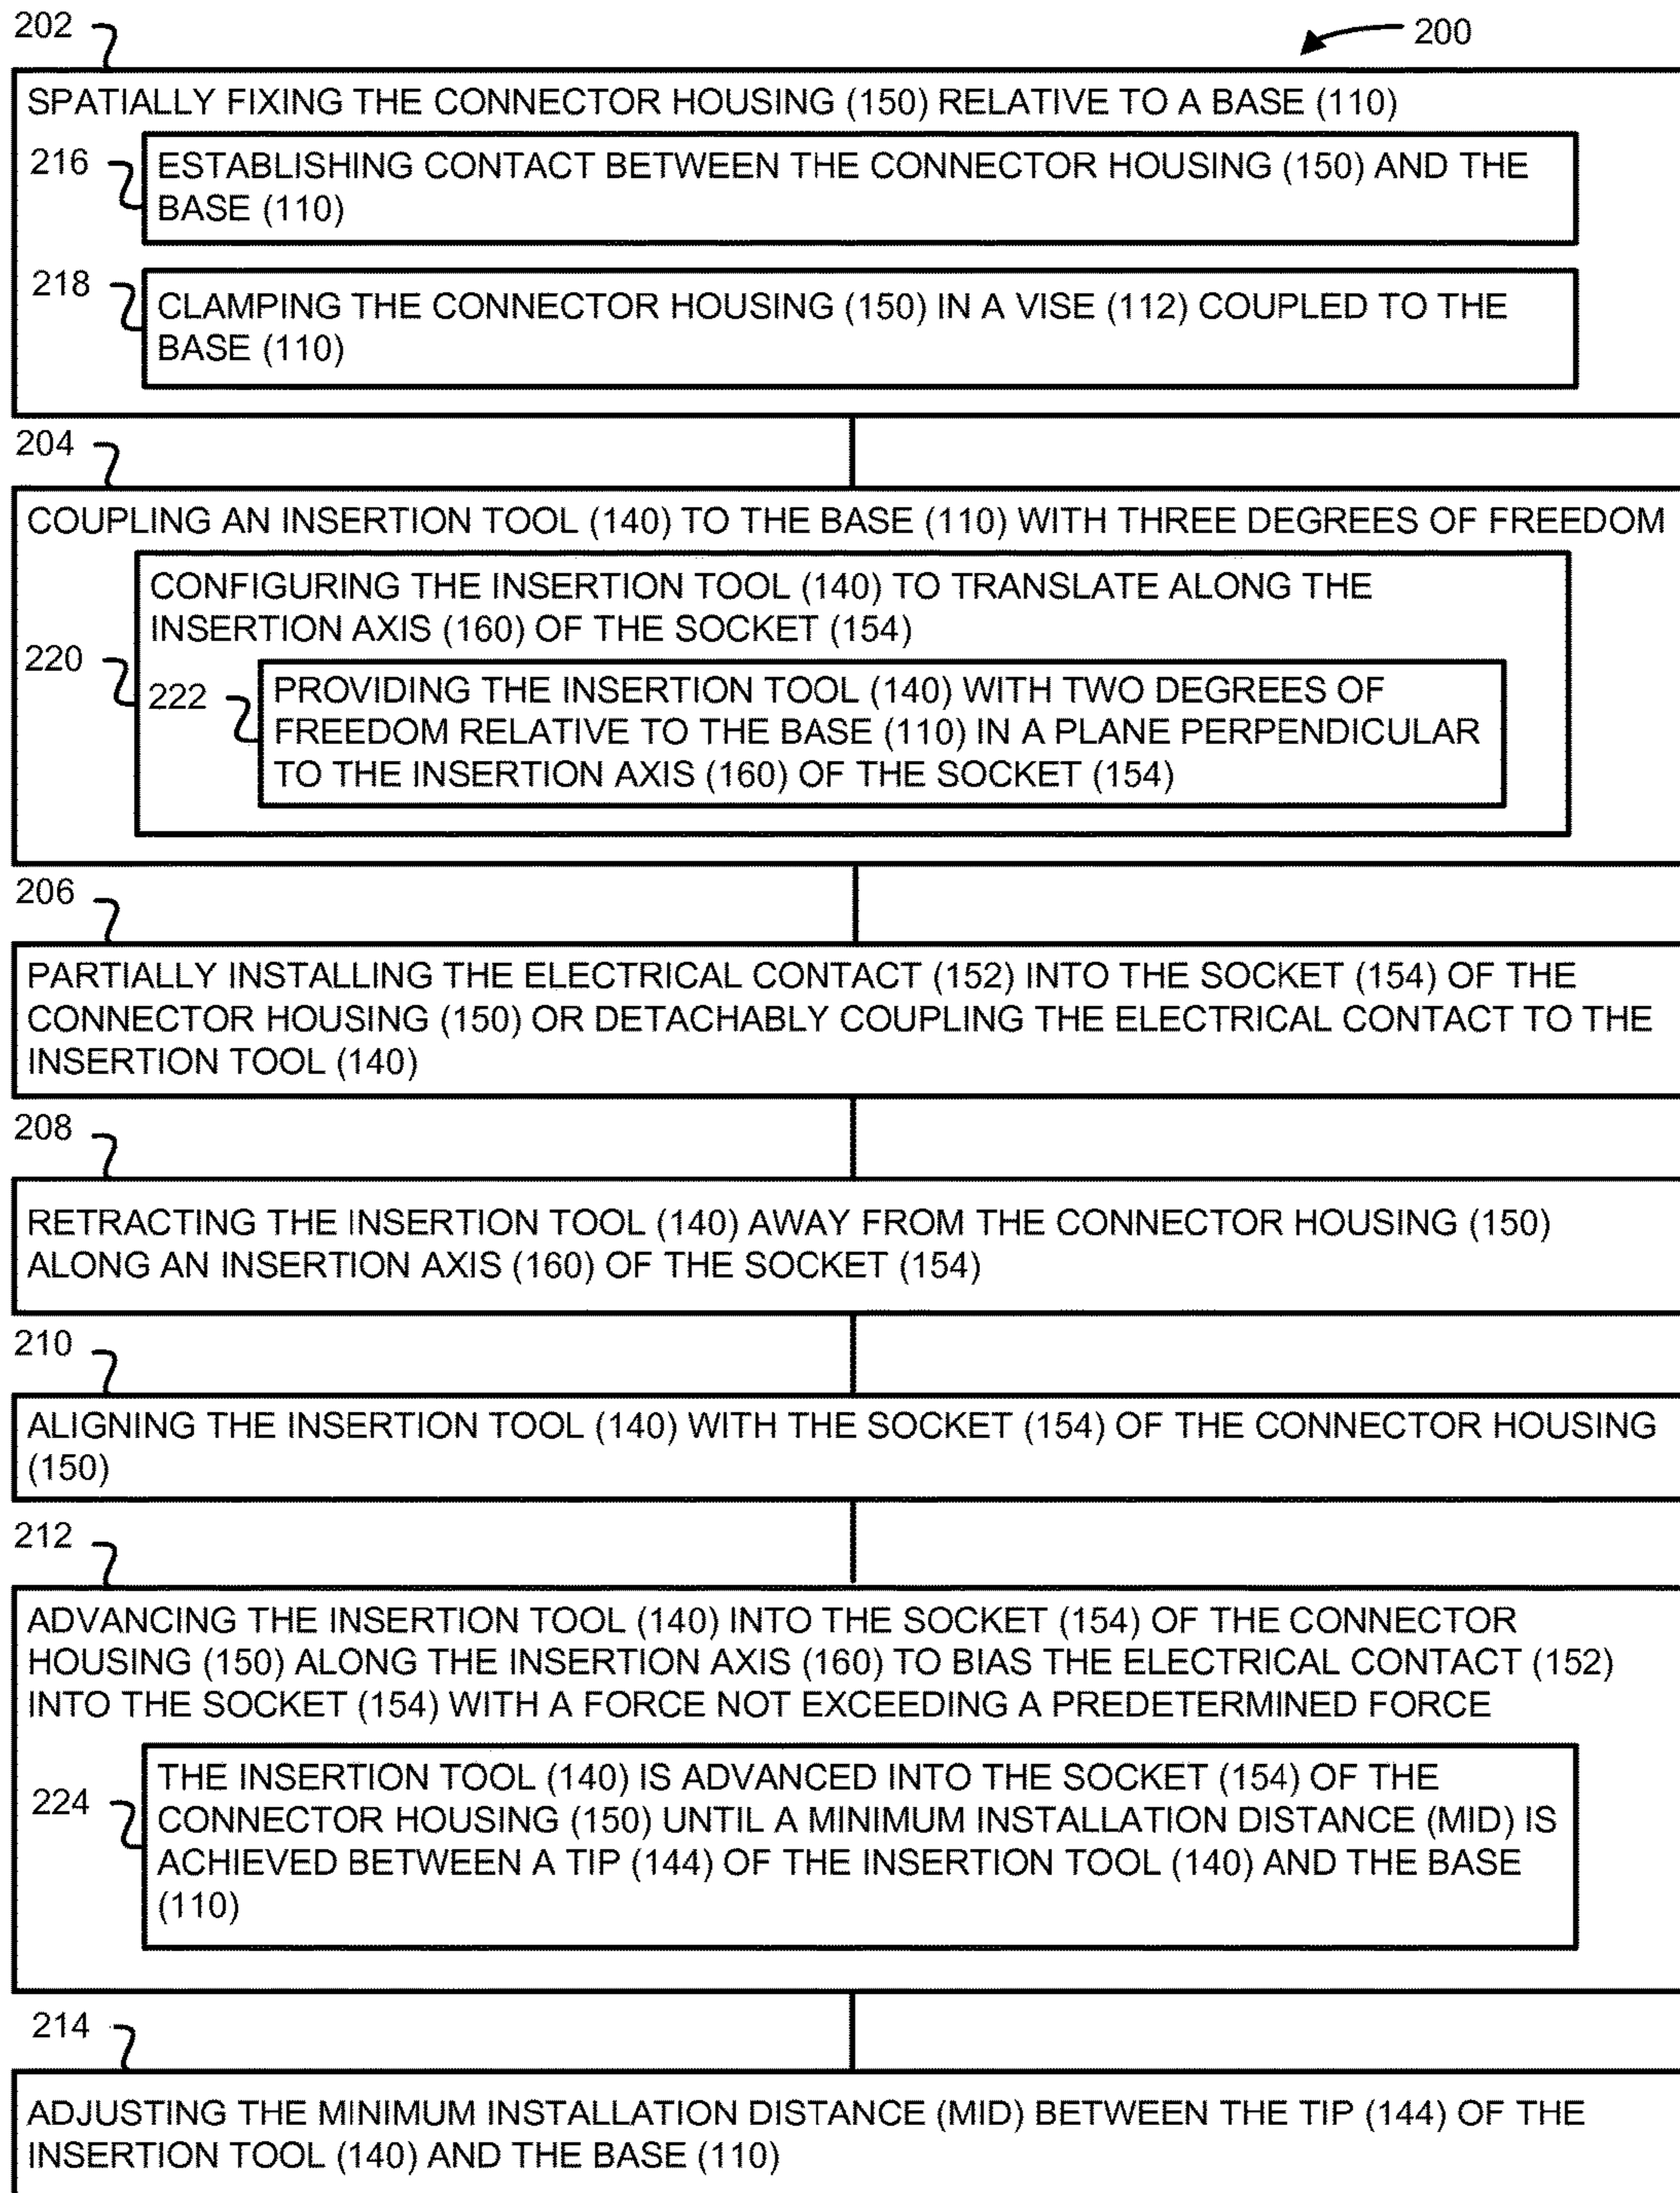 202
200
SPATIALLY FIXING THE CONNECTOR HOUSING (150) RELATIVE TO A BASE (110)
216
ESTABLISHING CONTACT BETWEEN THE CONNECTOR HOUSING (150) AND THE
BASE (110)
218
CLAMPING THE CONNECTOR HOUSING (150) IN A VISE (112) COUPLED TO THE
BASE (110)
204
COUPLING AN INSERTION TOOL (140) TO THE BASE (110) WITH THREE DEGREES OF FREEDOM
CONFIGURING THE INSERTION TOOL (140) TO TRANSLATE ALONG THE
INSERTION AXIS (160) OF THE SOCKET (154)
220
222
PROVIDING THE INSERTION TOOL (140) WITH TWO DEGREES OF
FREEDOM RELATIVE TO THE BASE (110) IN A PLANE PERPENDICULAR
TO THE INSERTION AXIS (160) OF THE SOCKET (154)
206
PARTIALLY INSTALLING THE ELECTRICAL CONTACT (152) INTO THE SOCKET (154) OF THE
CONNECTOR HOUSING (150) OR DETACHABLY COUPLING THE ELECTRICAL CONTACT TO THE
INSERTION TOOL (140)
208
RETRACTING THE INSERTION TOOL (140) AWAY FROM THE CONNECTOR HOUSING (150)
ALONG AN INSERTION AXIS (160) OF THE SOCKET (154)
210
ALIGNING THE INSERTION TOOL (140) WITH THE SOCKET (154) OF THE CONNECTOR HOUSING
(150)
212
ADVANCING THE INSERTION TOOL (140) INTO THE SOCKET (154) OF THE CONNECTOR
HOUSING (150) ALONG THE INSERTION AXIS (160) TO BIAS THE ELECTRICAL CONTACT (152)
INTO THE SOCKET (154) WITH A FORCE NOT EXCEEDING A PREDETERMINED FORCE
224
THE INSERTION TOOL (140) IS ADVANCED INTO THE SOCKET (154) OF THE
CONNECTOR HOUSING (150) UNTIL A MINIMUM INSTALLATION DISTANCE (MID) IS
ACHIEVED BETWEEN A TIP (144) OF THE INSERTION TOOL (140) AND THE BASE
(110)
214
ADJUSTING THE MINIMUM INSTALLATION DISTANCE (MID) BETWEEN THE TIP (144) OF THE
INSERTION TOOL (140) AND THE BASE (110)